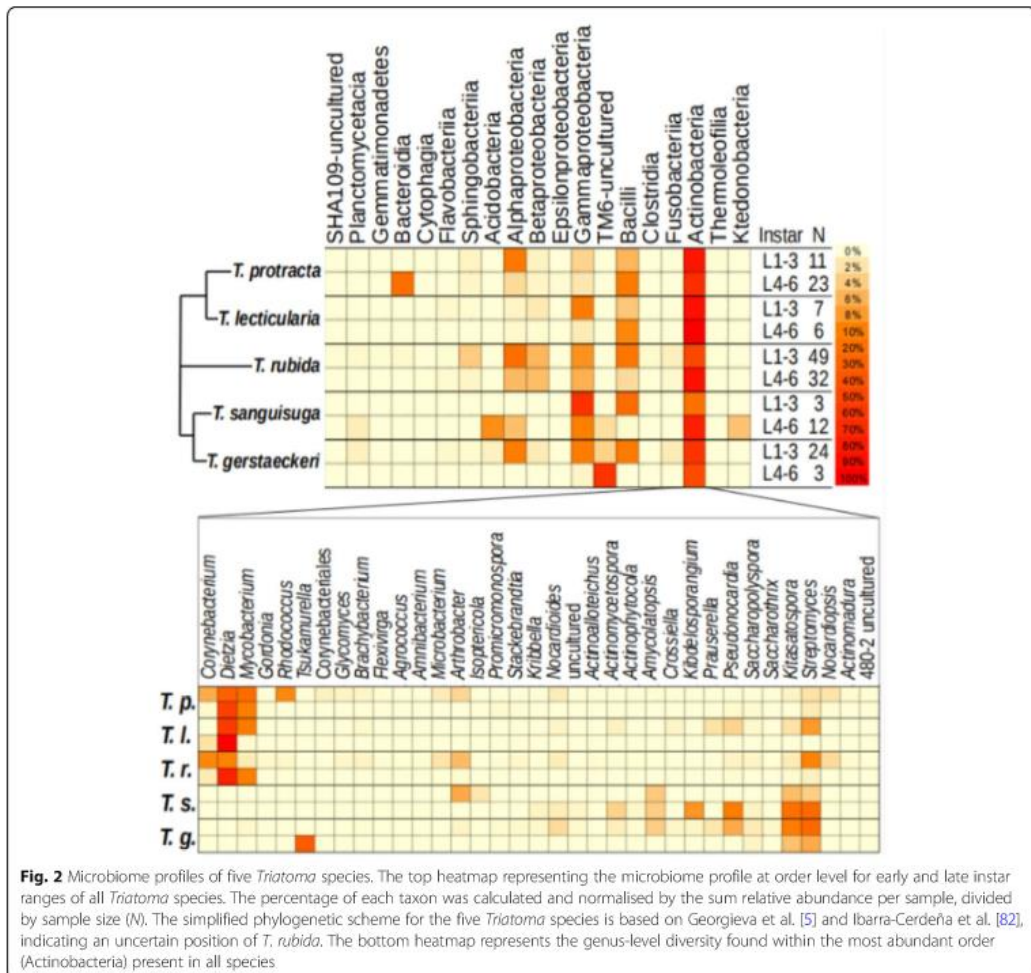 SHA109-uncultured
Planctomycetacia
Gemmatimonadetes
Bacteroidia
Cytophagia
Flavobacteriia
Sphingobacteriia
Acidobacteria
Alphaproteobacteria
Betaproteobacteria
Epsilonproteobacteria
Gammaproteobacteria
TM6-uncultured
Bacilli
Clostridia
Fusobacteriia
Actinobacteria
Thermoleofilia
Ktedonobacteria
Instar N
T. protracta
L1-3 11
L4-6 23
T. lecticularia
L1-3 7
L4-6 6
T. rubida
L1-3 49
L4-6 32
T. sanguisuga
L1-3 3
L4-6 12
T. gerstaeckeri
L1-3 24
L4-6 3
0%
2%
4%
6%
8%
10%
20%
30%
40%
50%
60%
70%
80%
90%
100%
Corynebacterium
Dietzia
Mycobacterium
Gordonia
Rhodococcus
Tsukamurella
Corynebacteriales
Glycomyces
Brachybacterium
Flexivirga
Agrococcus
Amnibacterium
Microbacterium
Arthrobacter
Isoptericola
Promicromonospora
Stackebrandtia
Kribbella
Nocardioides
uncultured
Actinoalloteichus
Actinomycetospora
Actinophytocola
Amycolatopsis
Crossiella
Kibdelosporangium
Prauserella
Pseudonocardia
Saccharopolyspora
Saccharothrix
Kitasatospora
Streptomyces
Nocardiopsis
Actinomadura
480-2 uncultured
T. p.
T. l.
T. r.
T. s.
T. g.
Fig. 2 Microbiome profiles of five Triatoma species. The top heatmap representing the microbiome profile at order level for early and late instar
ranges of all Triatoma species. The percentage of each taxon was calculated and normalised by the sum relative abundance per sample, divided
by sample size (N). The simplified phylogenetic scheme for the five Triatoma species is based on Georgieva et al. [5] and Ibarra-Cerdeña et al. [82],
indicating an uncertain position of T. rubida. The bottom heatmap represents the genus-level diversity found within the most abundant order
(Actinobacteria) present in all species